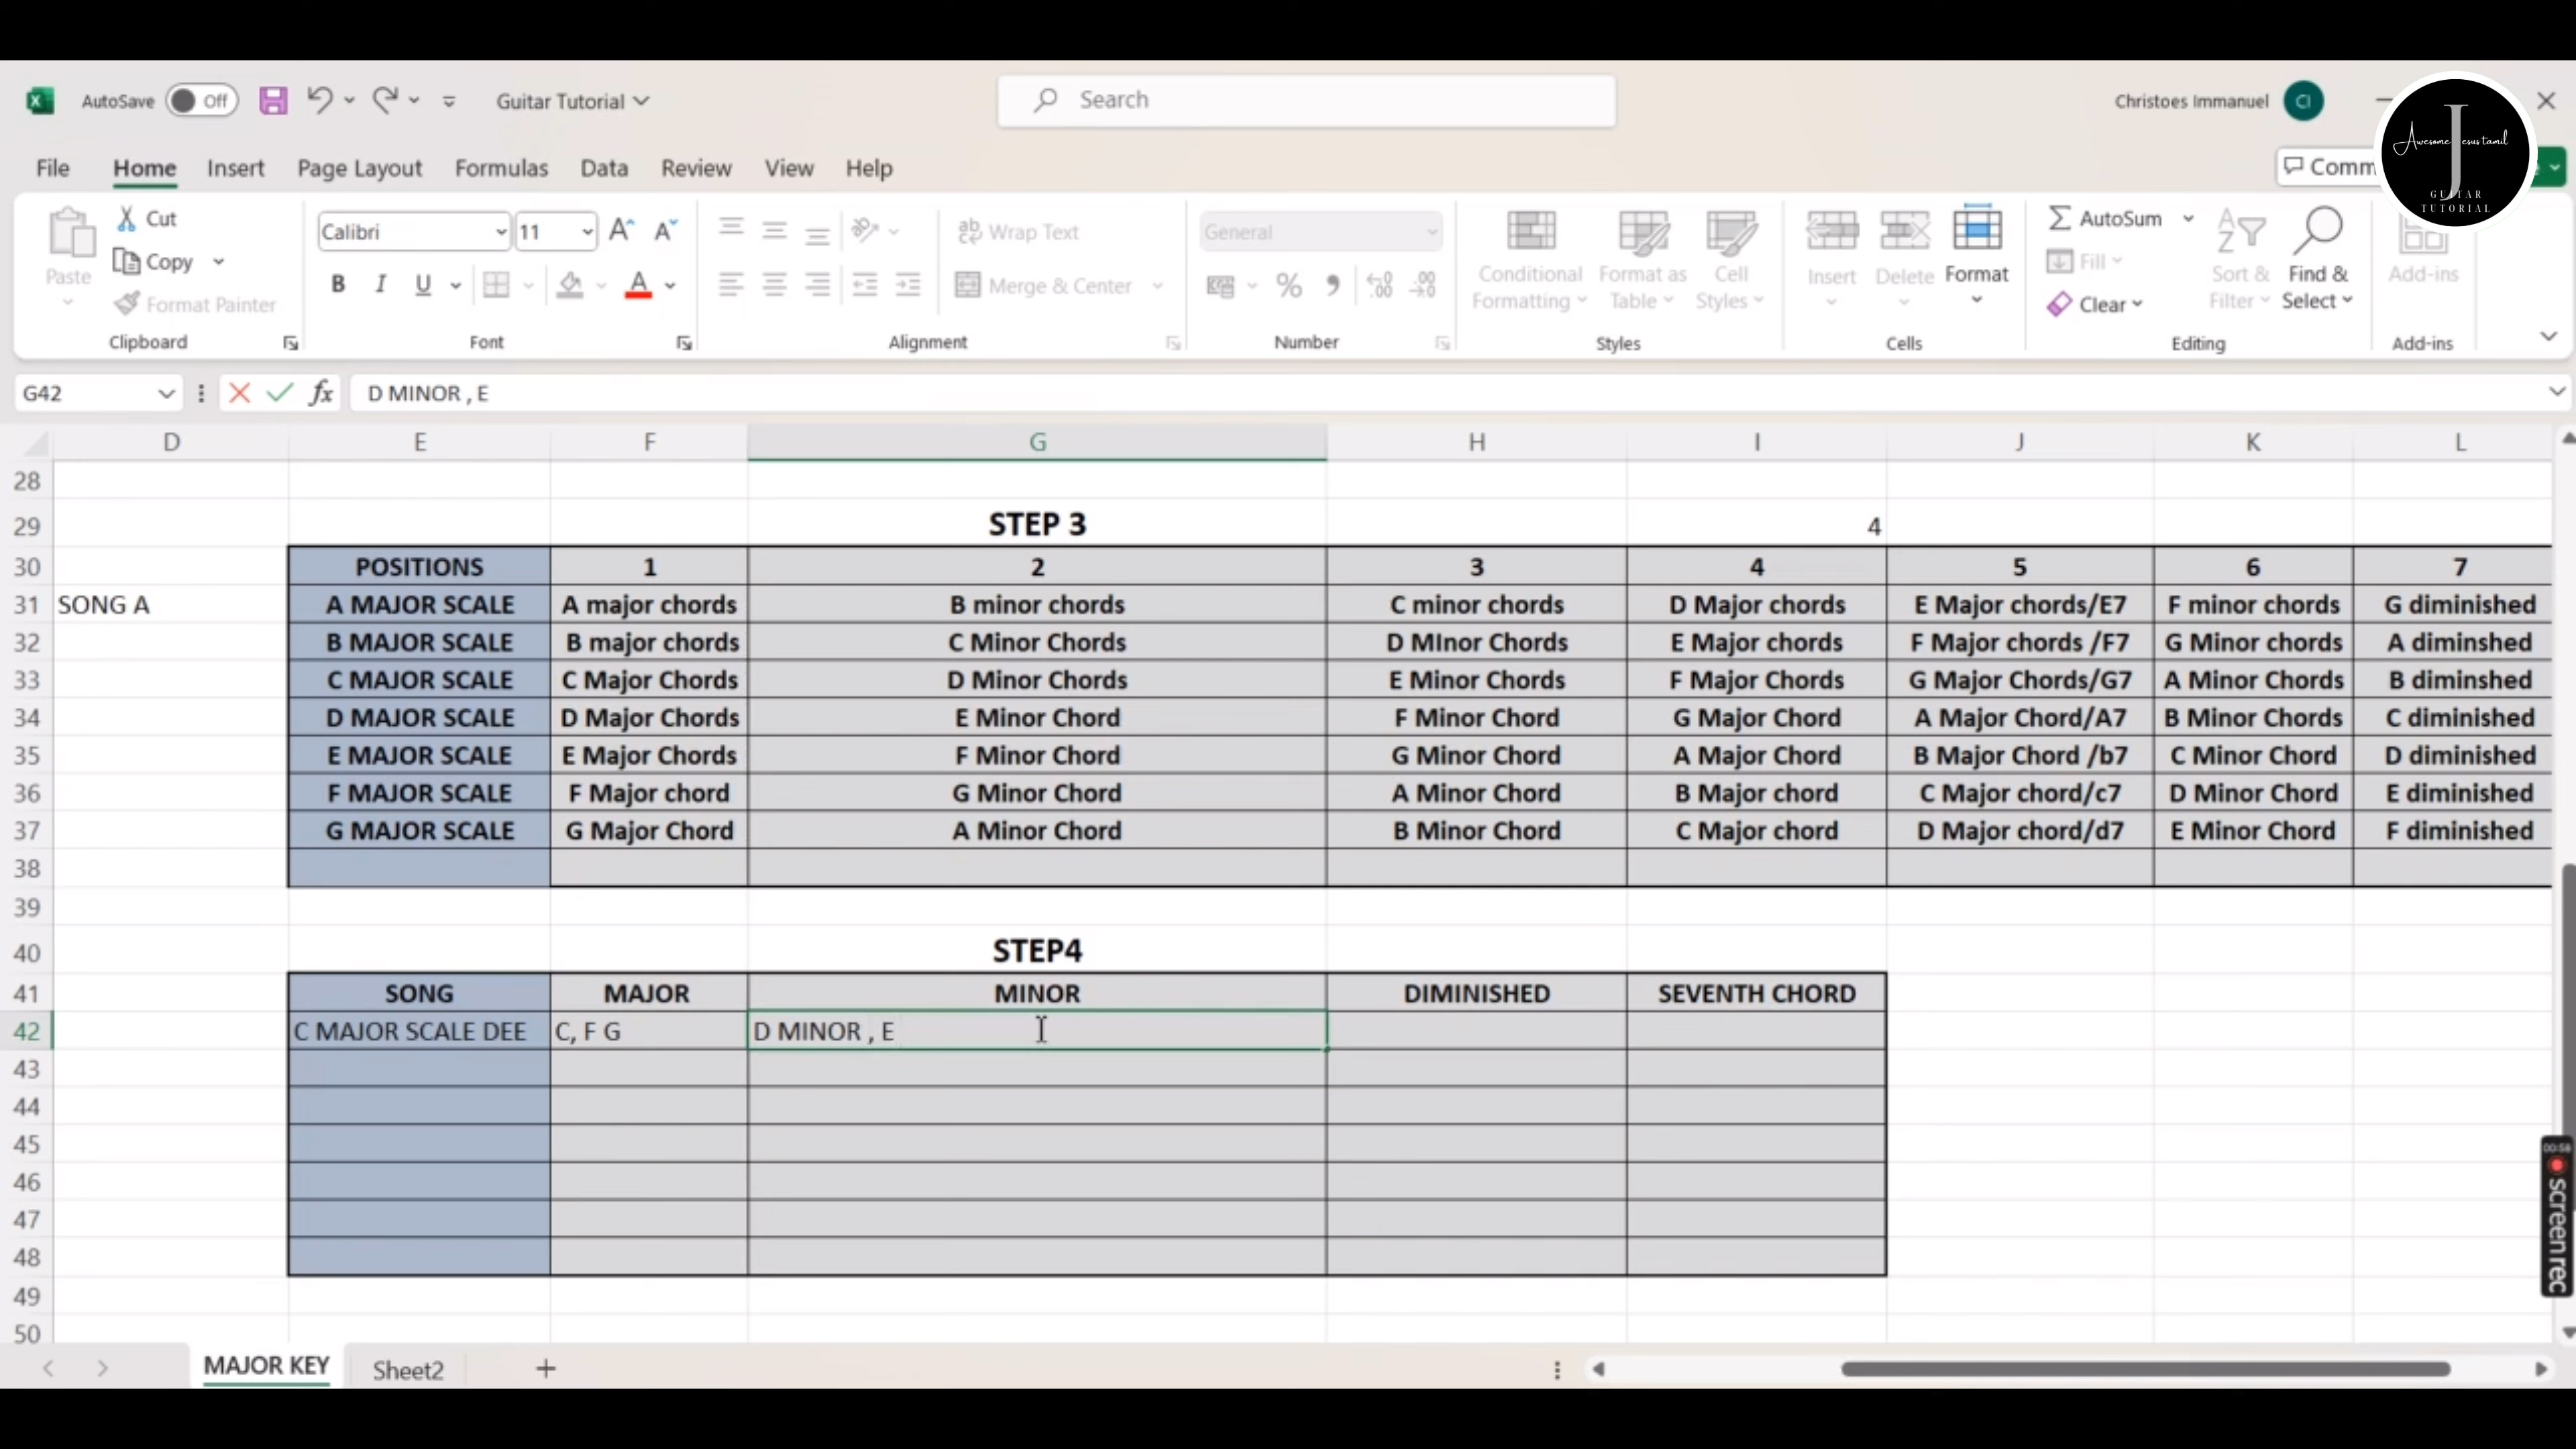 AutoSave Off Guitar Tutorial Search Christoes Immanuel CI
Awesome Jesus tamil
J
GUITAR
TUTORIAL
File Home Insert Page Layout Formulas Data Review View Help
Paste Cut Calibri 11 Wrap Text General Conditional Format as Cell Insert Delete Format AutoSum Sort & Find & Add-ins
Copy Fill
Format Painter B I U A Merge & Center % Formatting Table Styles Clear Filter Select
Clipboard Font Alignment Number Styles Cells Editing Add-ins
G42 fx D MINOR , E
D E F G H I J K L
28
29 STEP 3 4
30 POSITIONS 1 2 3 4 5 6 7
31 SONG A A MAJOR SCALE A major chords B minor chords C minor chords D Major chords E Major chords/E7 F minor chords G diminished
32 B MAJOR SCALE B major chords C Minor Chords D MInor Chords E Major chords F Major chords /F7 G Minor chords A diminshed
33 C MAJOR SCALE C Major Chords D Minor Chords E Minor Chords F Major Chords G Major Chords/G7 A Minor Chords B diminshed
34 D MAJOR SCALE D Major Chords E Minor Chord F Minor Chord G Major Chord A Major Chord/A7 B Minor Chords C diminished
35 E MAJOR SCALE E Major Chords F Minor Chord G Minor Chord A Major Chord B Major Chord /b7 C Minor Chord D diminished
36 F MAJOR SCALE F Major chord G Minor Chord A Minor Chord B Major chord C Major chord/c7 D Minor Chord E diminished
37 G MAJOR SCALE G Major Chord A Minor Chord B Minor Chord C Major chord D Major chord/d7 E Minor Chord F diminished
38
39
40 STEP4
41 SONG MAJOR MINOR DIMINISHED SEVENTH CHORD
42 C MAJOR SCALE DEE C, F G D MINOR , E
43
44
45
46
47
48
49
50
MAJOR KEY Sheet2 +
00:58
screen rec